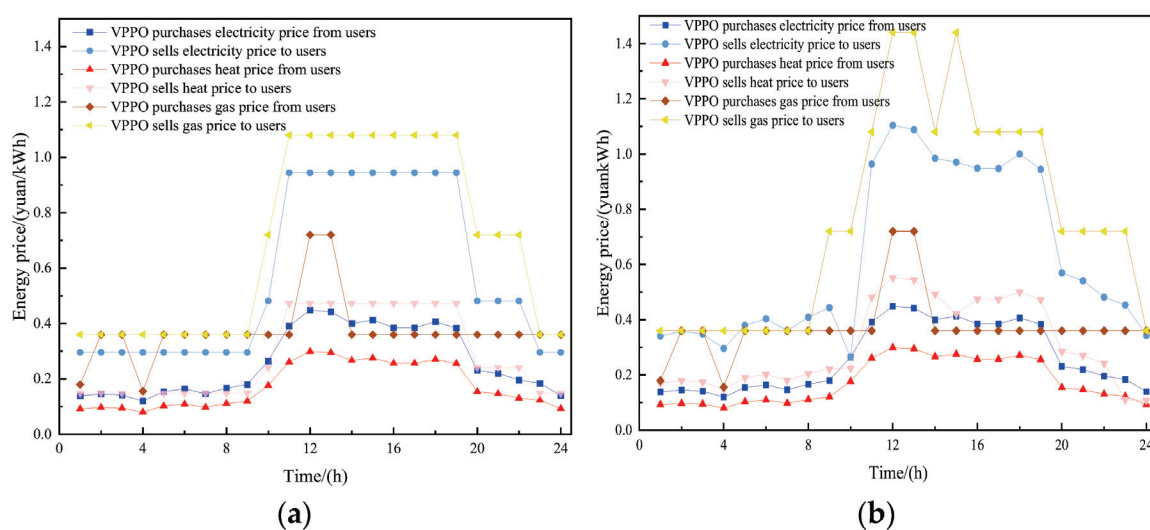 VPPO purchases electricity price from users
VPPO sells electricity price to users
VPPO purchases heat price from users
VPPO sells heat price to users
VPPO purchases gas price from users
VPPO sells gas price to users
Energy price/(yuan/kWh)
1.4
1.2
1.0
0.8
0.6
0.4
0.2
0.0
0 4 8 12 16 20 24
Time/(h)
(a)
VPPO purchases electricity price from users
VPPO sells electricity price to users
VPPO purchases heat price from users
VPPO sells heat price to users
VPPO purchases gas price from users
VPPO sells gas price to users
Energy price/(yuankWh)
1.4
1.2
1.0
0.8
0.6
0.4
0.2
0.0
0 4 8 12 16 20 24
Time/(h)
(b)